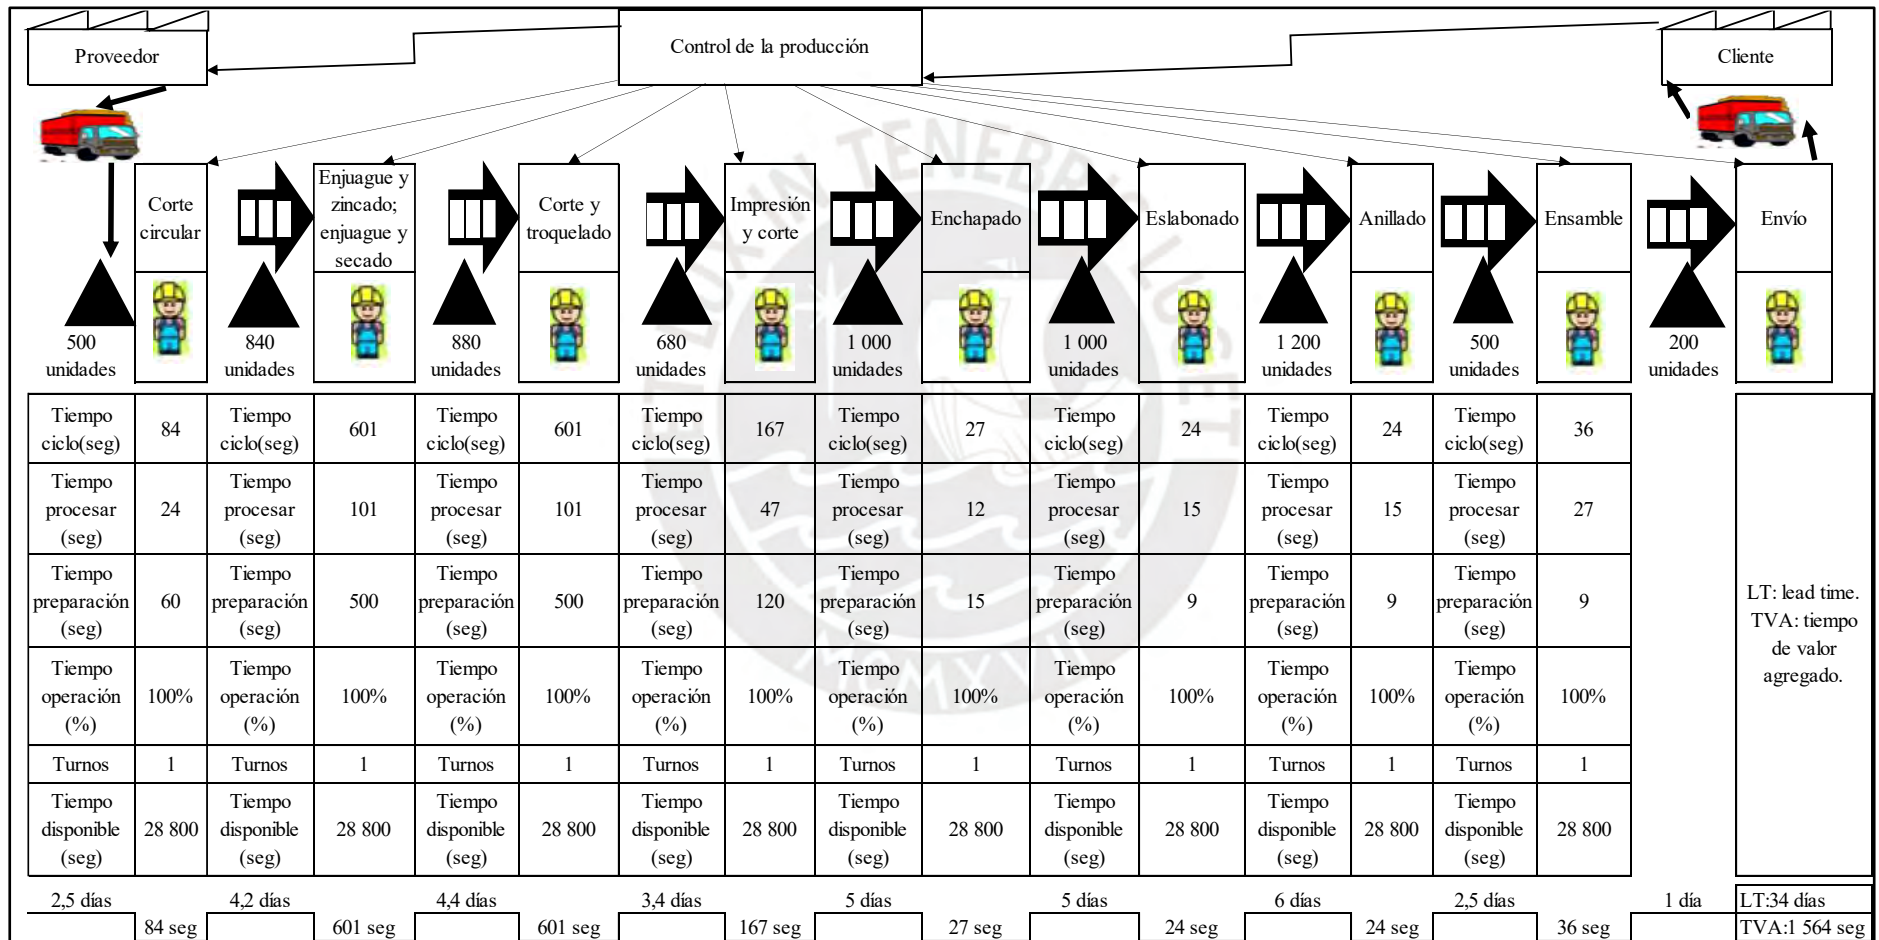 Proveedor
Control de la producción
Cliente
Corte
circular
Enjuague y
zincado;
enjuague y
secado
Corte y
troquelado
Impresión
y corte
Enchapado
Eslabonado
Anillado
Ensamble
Envío
500
unidades
840
unidades
880
unidades
680
unidades
1 000
unidades
1 000
unidades
1 200
unidades
500
unidades
200
unidades
Tiempo
ciclo(seg)
84
Tiempo
ciclo(seg)
601
Tiempo
ciclo(seg)
601
Tiempo
ciclo(seg)
167
Tiempo
ciclo(seg)
27
Tiempo
ciclo(seg)
24
Tiempo
ciclo(seg)
24
Tiempo
ciclo(seg)
36
Tiempo
procesar
(seg)
24
Tiempo
procesar
(seg)
101
Tiempo
procesar
(seg)
101
Tiempo
procesar
(seg)
47
Tiempo
procesar
(seg)
12
Tiempo
procesar
(seg)
15
Tiempo
procesar
(seg)
15
Tiempo
procesar
(seg)
27
Tiempo
preparación
(seg)
60
Tiempo
preparación
(seg)
500
Tiempo
preparación
(seg)
500
Tiempo
preparación
(seg)
120
Tiempo
preparación
(seg)
15
Tiempo
preparación
(seg)
9
Tiempo
preparación
(seg)
9
Tiempo
preparación
(seg)
9
Tiempo
operación
(%)
100%
Tiempo
operación
(%)
100%
Tiempo
operación
(%)
100%
Tiempo
operación
(%)
100%
Tiempo
operación
(%)
100%
Tiempo
operación
(%)
100%
Tiempo
operación
(%)
100%
Tiempo
operación
(%)
100%
Turnos
1
Turnos
1
Turnos
1
Turnos
1
Turnos
1
Turnos
1
Turnos
1
Turnos
1
Tiempo
disponible
(seg)
28 800
Tiempo
disponible
(seg)
28 800
Tiempo
disponible
(seg)
28 800
Tiempo
disponible
(seg)
28 800
Tiempo
disponible
(seg)
28 800
Tiempo
disponible
(seg)
28 800
Tiempo
disponible
(seg)
28 800
Tiempo
disponible
(seg)
28 800
LT: lead time.
TVA: tiempo
de valor
agregado.
2,5 días
4,2 días
4,4 días
3,4 días
5 días
5 días
6 días
2,5 días
1 día
LT:34 días
84 seg
601 seg
601 seg
167 seg
27 seg
24 seg
24 seg
36 seg
TVA:1 564 seg
ET LUX IN TENEBRIS LUCET
MCMXVII